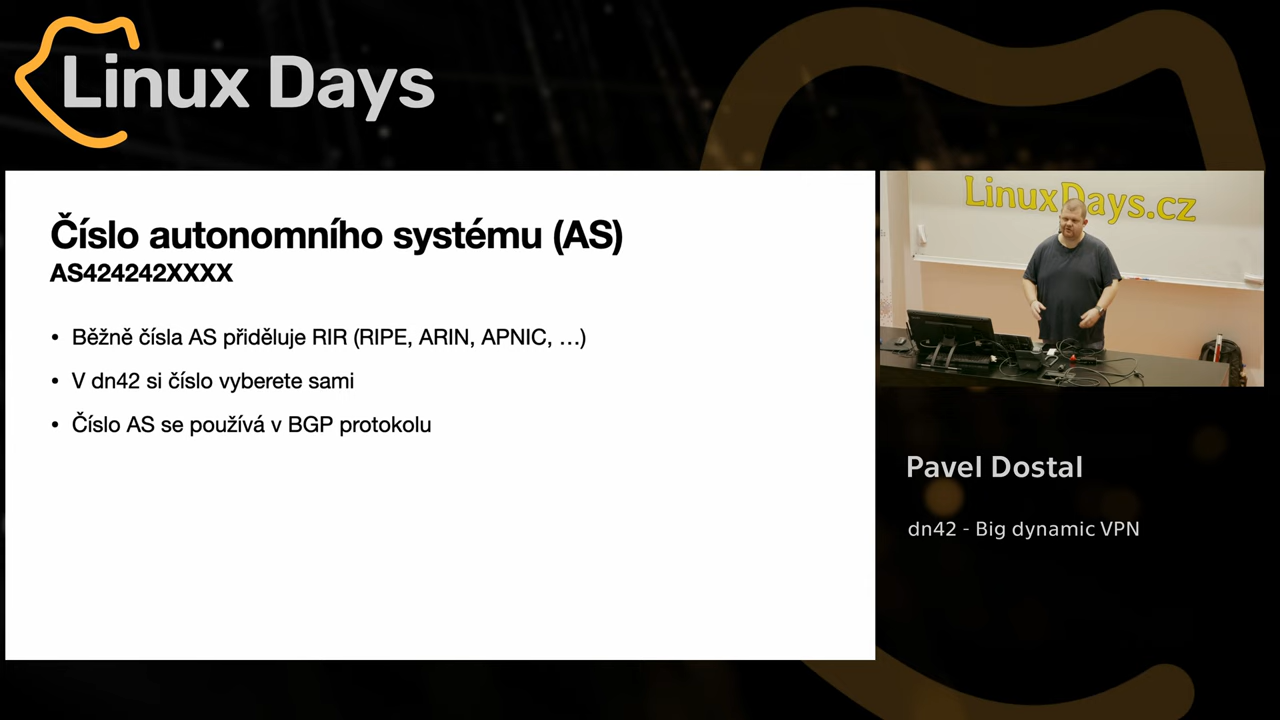 Linux Days
Číslo autonomního systému (AS)
AS424242XXXX
• Běžně čísla AS přiděluje RIR (RIPE, ARIN, APNIC, …)
• V dn42 si číslo vyberete sami
• Číslo AS se používá v BGP protokolu
LinuxDays.cz
Pavel Dostal
dn42 - Big dynamic VPN